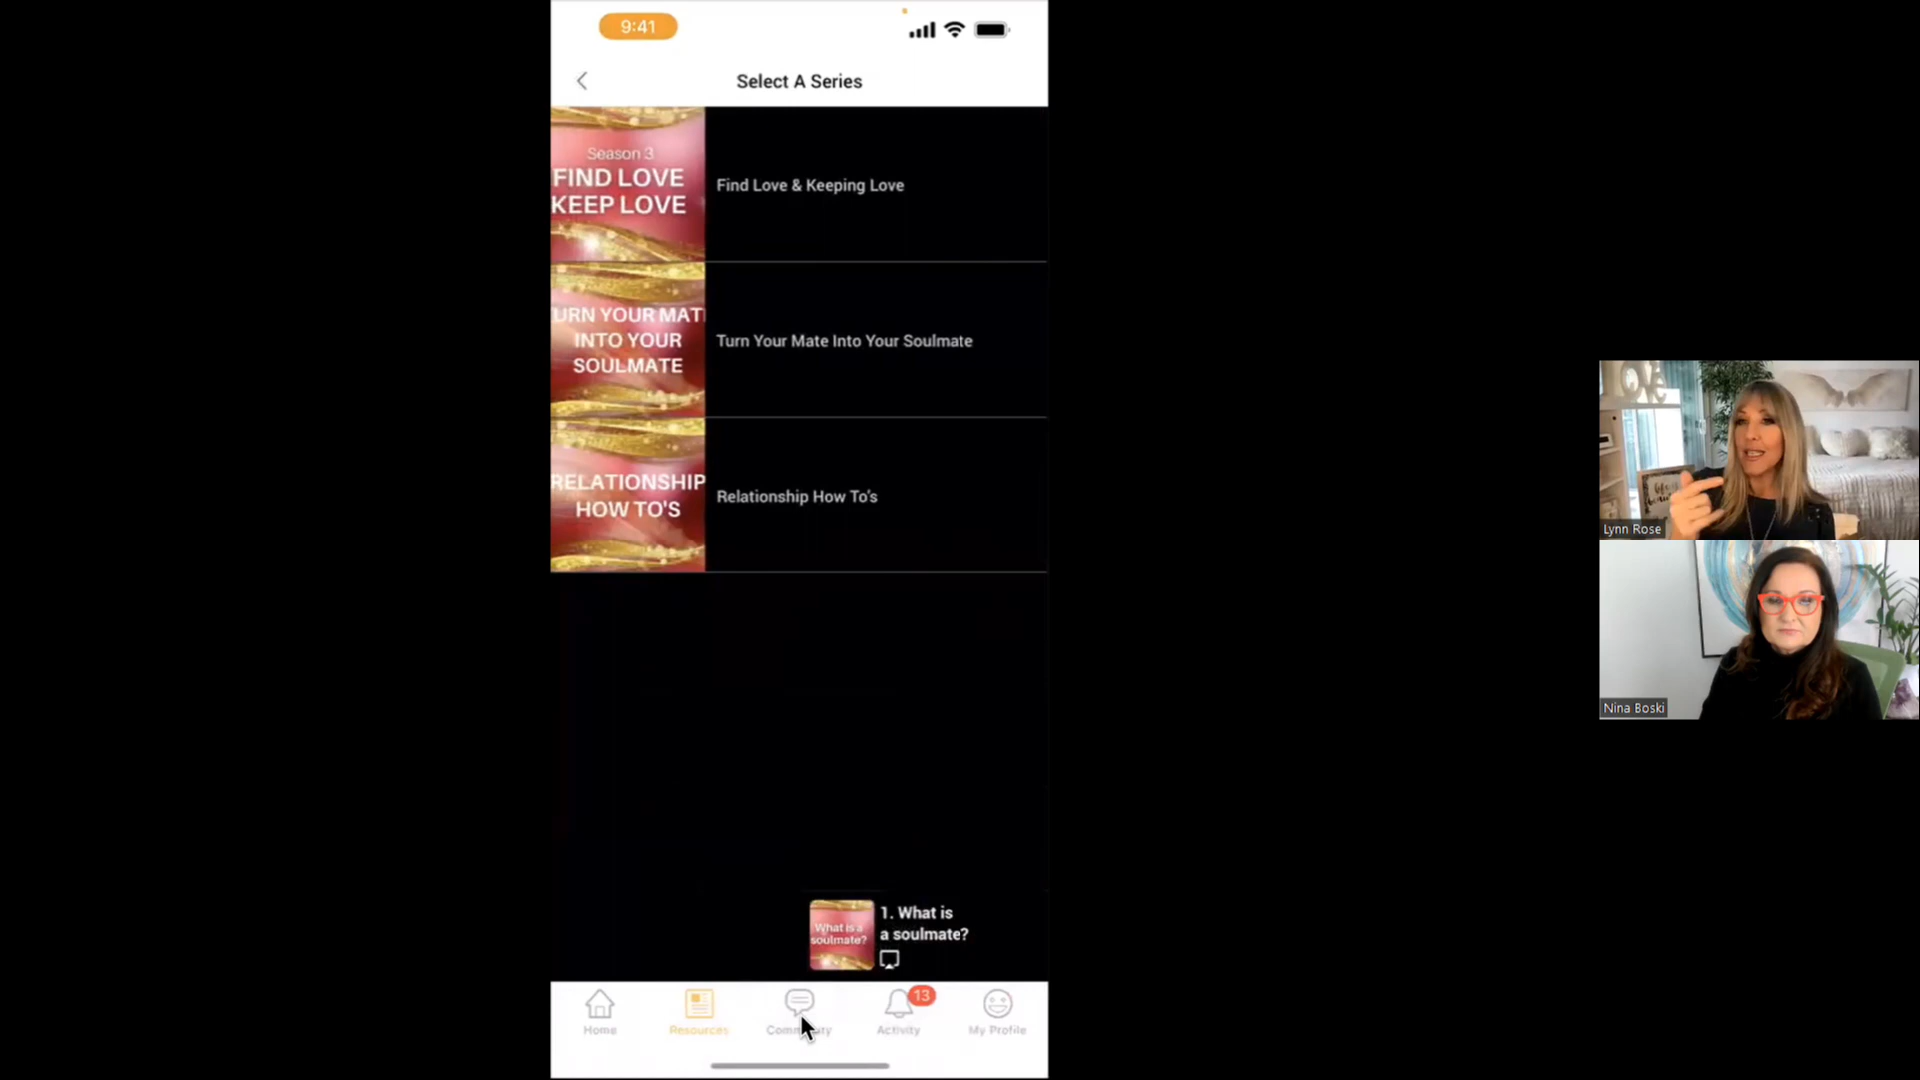 9:41
Select A Series
Season 3
FIND LOVE
KEEP LOVE
Find Love & Keeping Love
URN YOUR MAT
INTO YOUR
SOULMATE
Turn Your Mate Into Your Soulmate
RELATIONSHIP
HOW TO'S
Relationship How To's
What is a
soulmate?
1. What is
a soulmate?
Home
Resources
Community
13
Activity
My Profile
Lynn Rose
Nina Boski